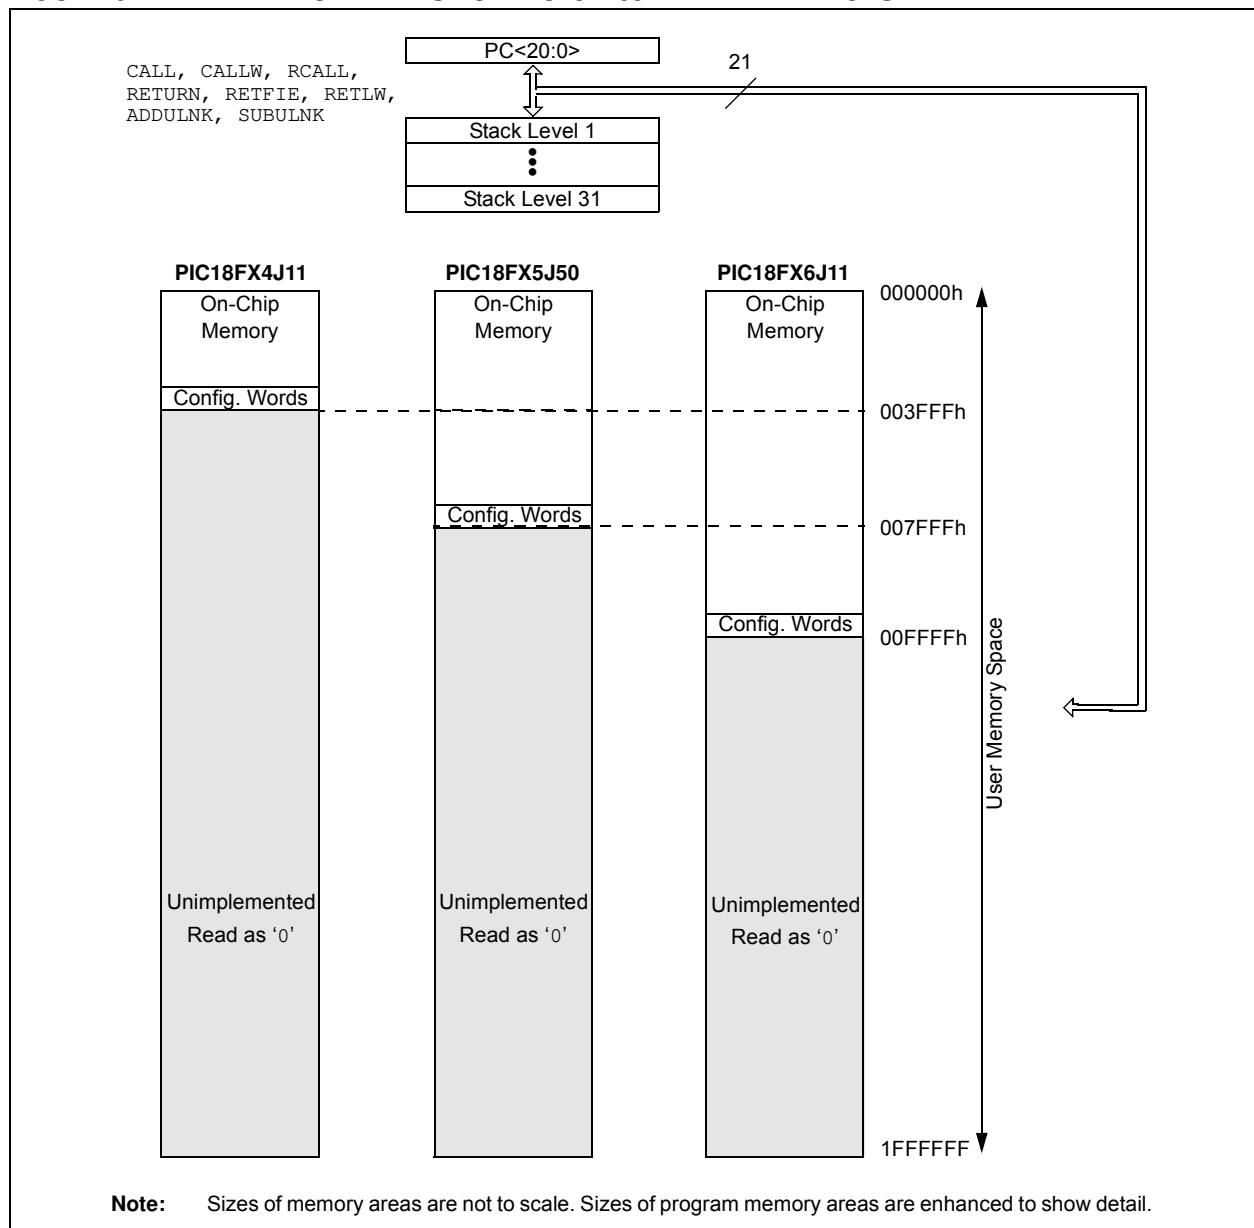 PC<20:0>
21
CALL, CALLW, RCALL,
RETURN, RETFIE, RETLW,
ADDULNK, SUBULNK
Stack Level 1
Stack Level 31
PIC18FX4J11
PIC18FX5J50
PIC18FX6J11
On-Chip
Memory
On-Chip
Memory
On-Chip
Memory
000000h
Config. Words
003FFFh
Config. Words
007FFFh
Config. Words
00FFFFh
User Memory Space
Unimplemented
Read as ‘0’
Unimplemented
Read as ‘0’
Unimplemented
Read as ‘0’
1FFFFFF
Note: Sizes of memory areas are not to scale. Sizes of program memory areas are enhanced to show detail.